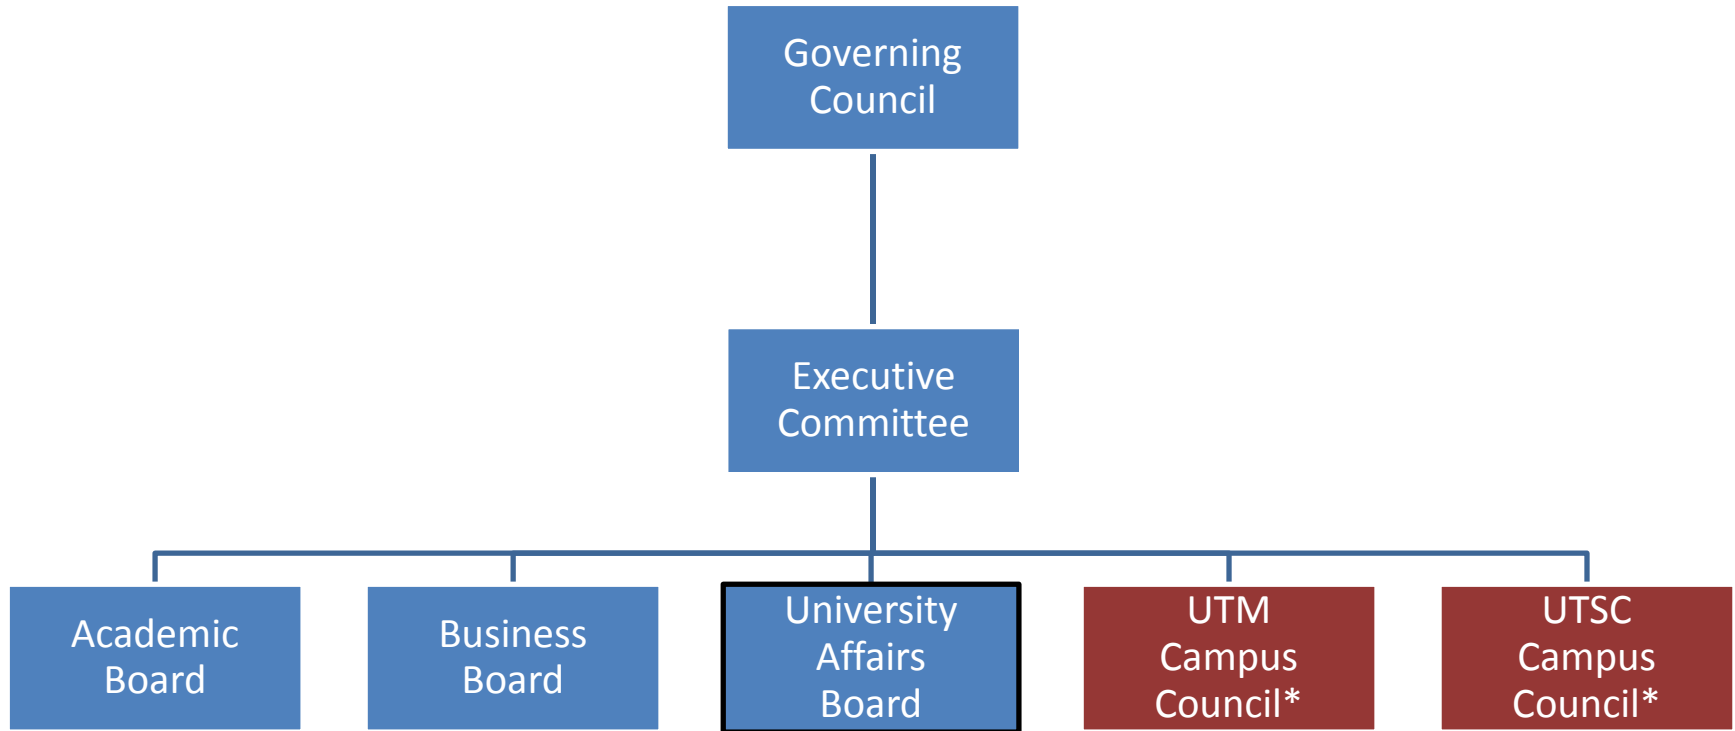 Governing
Council
Executive
Committee
Academic
Board
Business
Board
University
Affairs
Board
UTM
Campus
Council*
UTSC
Campus
Council*